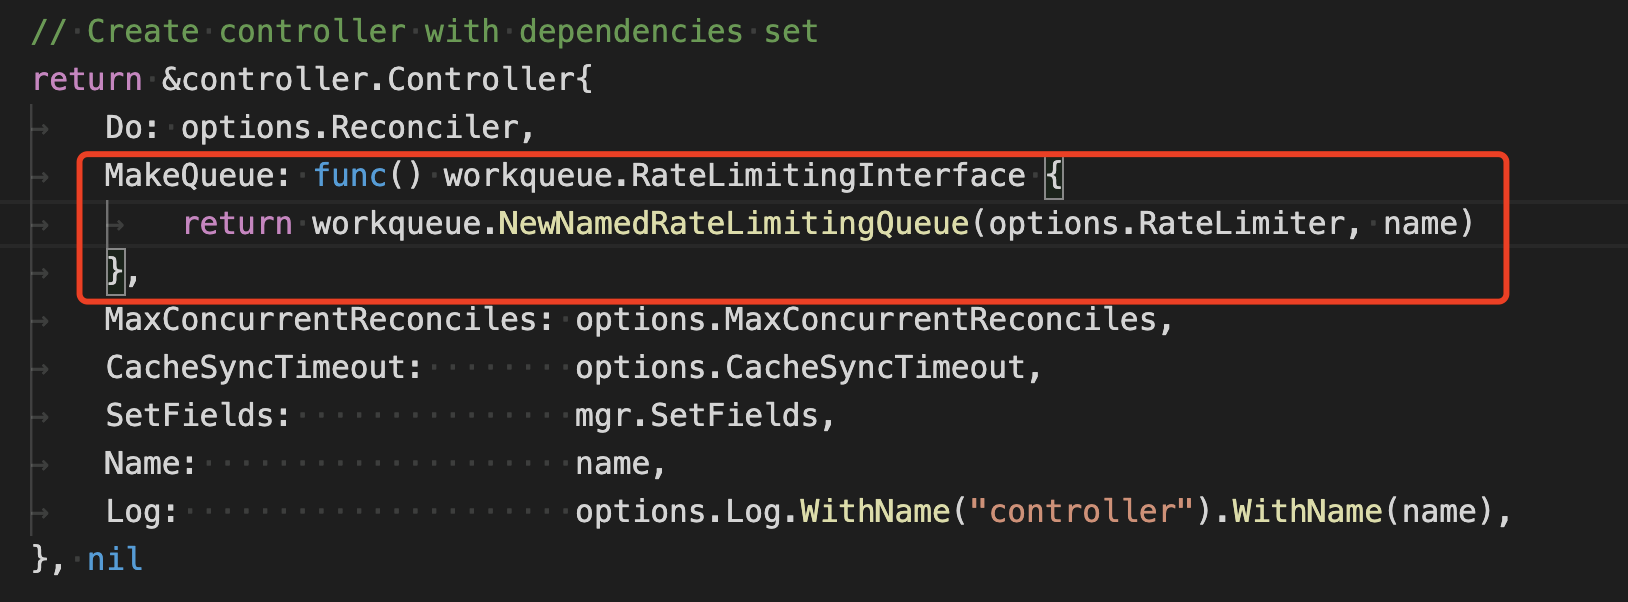 // Create controller with dependencies set
return &controller.Controller{
Do: options.Reconciler,
MakeQueue: func() workqueue.RateLimitingInterface {
return workqueue.NewNamedRateLimitingQueue(options.RateLimiter, name)
},
MaxConcurrentReconciles: options.MaxConcurrentReconciles,
CacheSyncTimeout: options.CacheSyncTimeout,
SetFields: mgr.SetFields,
Name: name,
Log: options.Log.WithName("controller").WithName(name),
}, nil